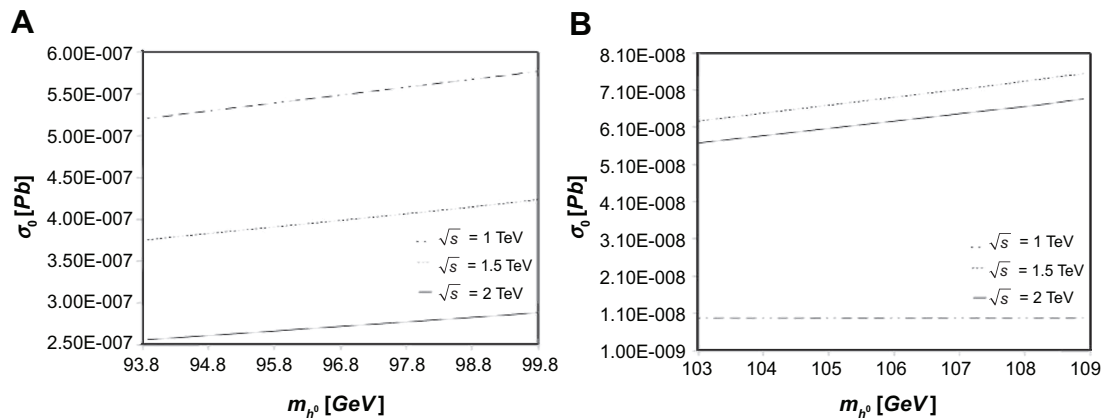 A
6.00E-007
5.50E-007
5.00E-007
4.50E-007
4.00E-007
3.50E-007
3.00E-007
2.50E-007
σ₀ [Pb]
√s = 1 TeV
√s = 1.5 TeV
√s = 2 TeV
93.8 94.8 95.8 96.8 97.8 98.8 99.8
m_h⁰ [GeV]
B
8.10E-008
7.10E-008
6.10E-008
5.10E-008
4.10E-008
3.10E-008
2.10E-008
1.10E-008
1.00E-009
σ₀ [Pb]
√s = 1 TeV
√s = 1.5 TeV
√s = 2 TeV
103 104 105 106 107 108 109
m_h⁰ [GeV]